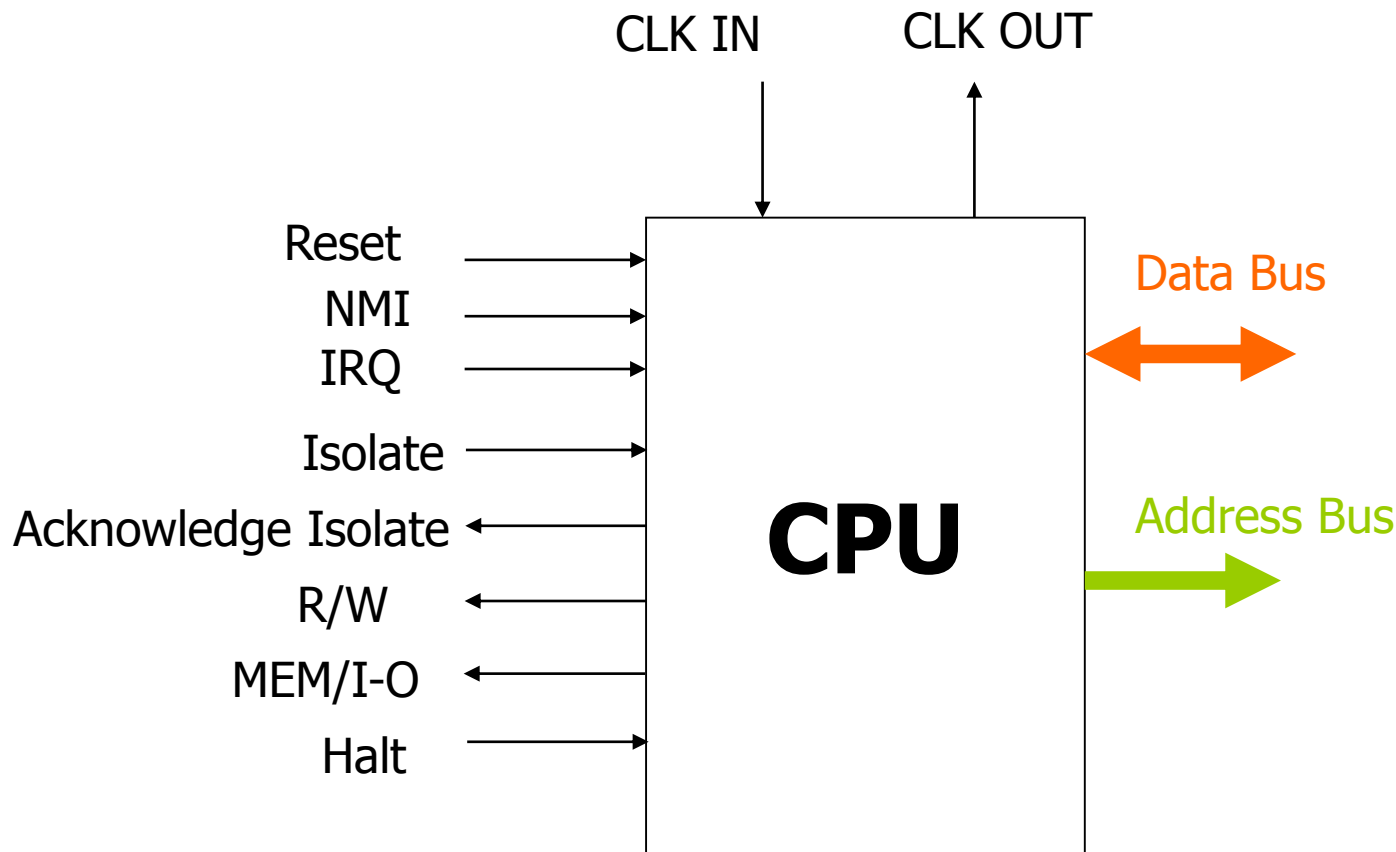 CLK IN
CLK OUT
Reset
NMI
IRQ
Isolate
Acknowledge Isolate
R/W
MEM/I-O
Halt
CPU
Data Bus
Address Bus